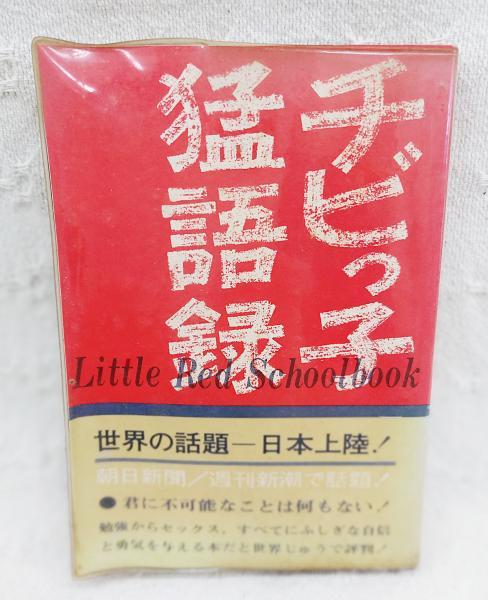 チビっ子
猛語録
Little Red Schoolbook
世界の話題—日本上陸!
朝日新聞/週刊新潮で話題!
●君に不可能なことは何もない!
勉強からセックス、すべてにふしぎな自信
と勇気を与える本だと世界じゅうで評判!